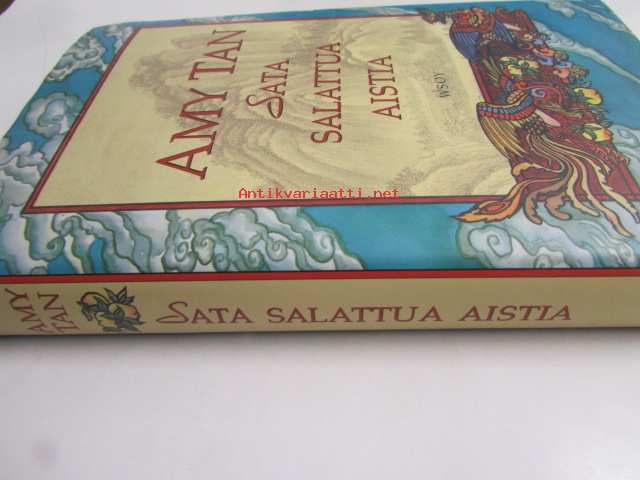 AMY TAN
SATA
SALATTUA
AISTIA
WSOY
Antikvariaatti.net
AMY
TAN
SATA SALATTUA AISTIA